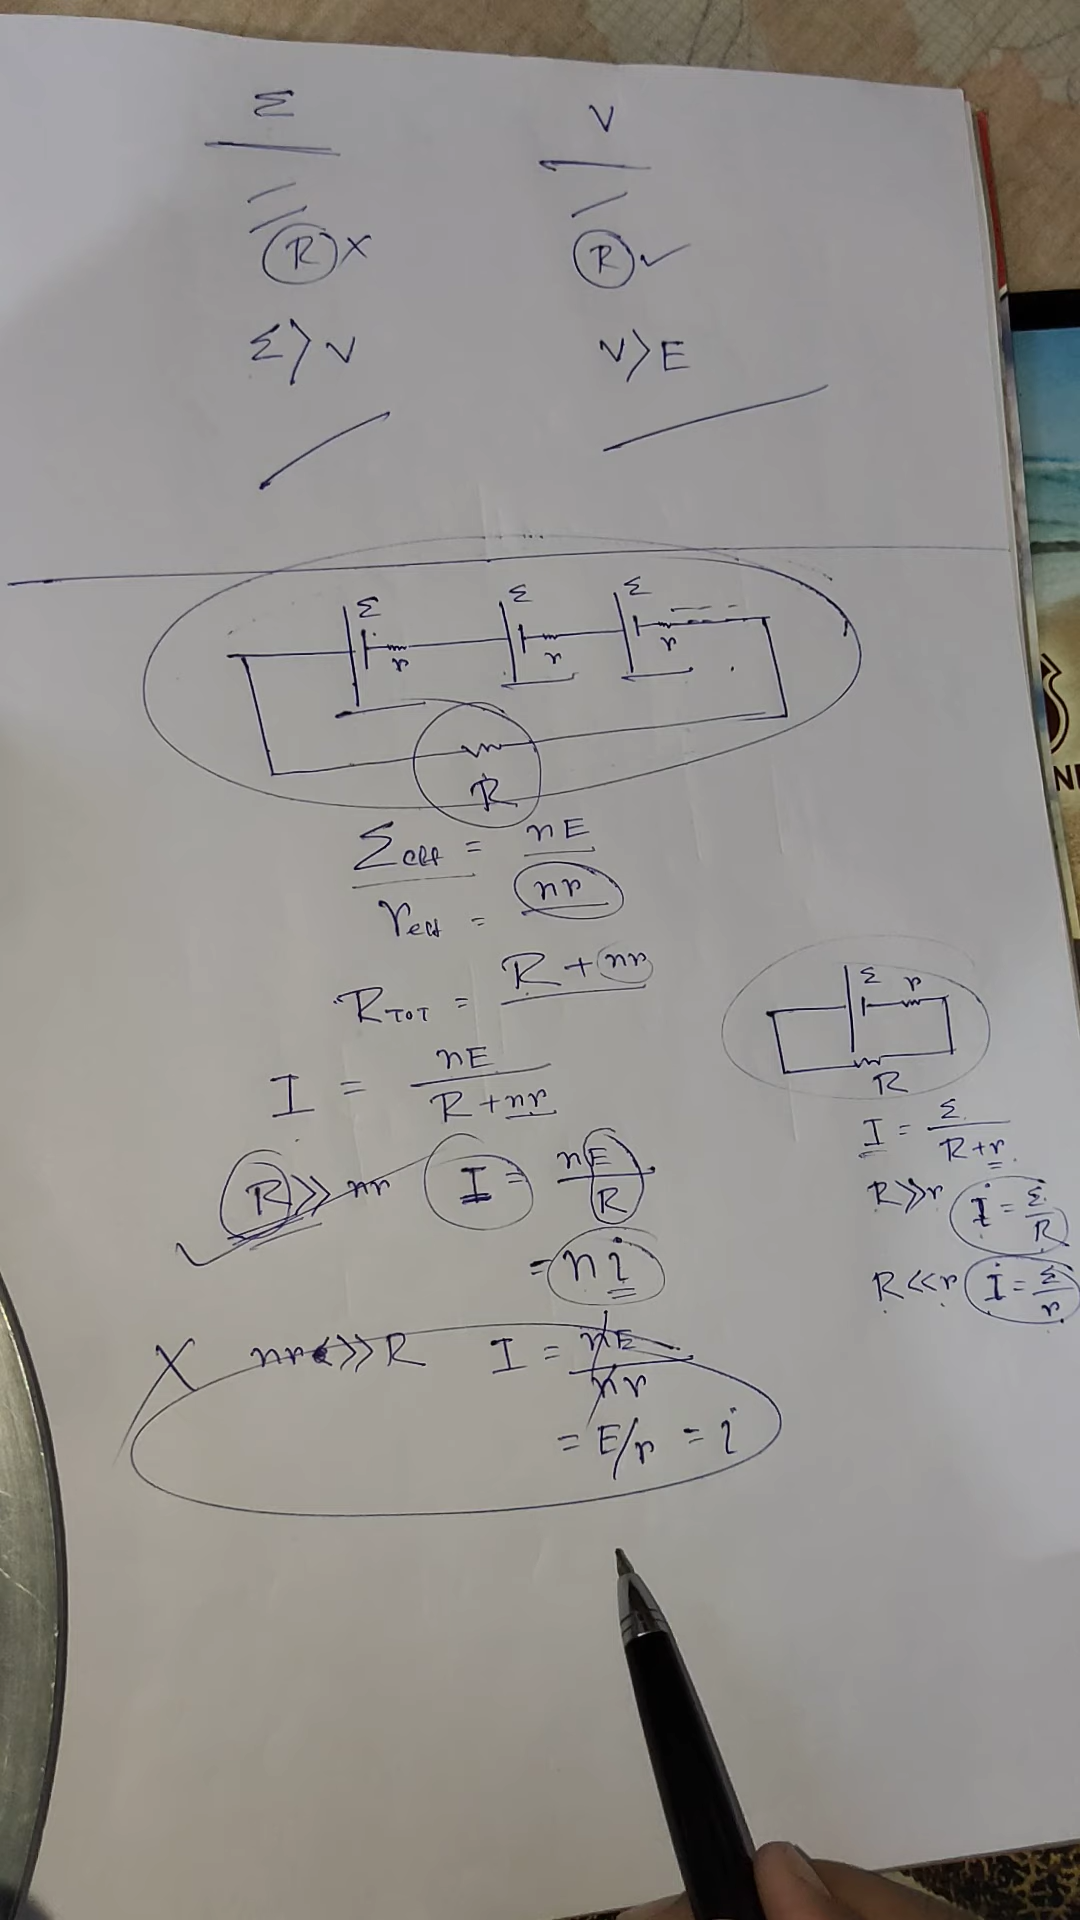 Σ V
(R) X (R) ✓
Σ > V V > E
Σ Σ Σ
r r r
R
Σeff = nE
reff = nr
RTOT = R + nr
I = nE / R + nr
R >> nr I = nE / R
= n i
nr >> R I = nE / nr
= E/r = i
Σ r
R
I = Σ / R + r
R >> r i = Σ / R
R << r i = Σ / r